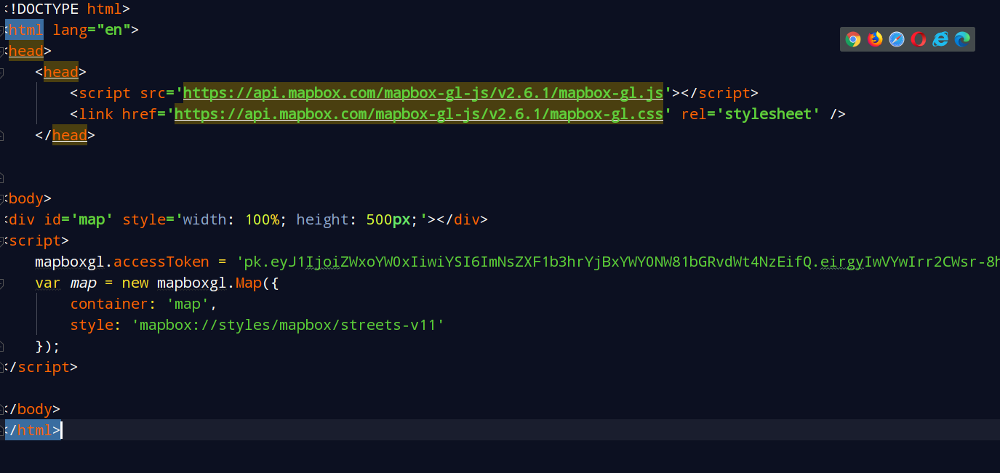 <!DOCTYPE html>
<html lang="en">
<head>
<head>
<script src='https://api.mapbox.com/mapbox-gl-js/v2.6.1/mapbox-gl.js'></script>
<link href='https://api.mapbox.com/mapbox-gl-js/v2.6.1/mapbox-gl.css' rel='stylesheet' />
</head>
<body>
<div id='map' style='width: 100%; height: 500px;'></div>
<script>
mapboxgl.accessToken = 'pk.eyJ1IjoiZWxoYW0xIiwiYSI6ImNsZXF1b3hrYjBxYWY0NW81bGRvdWt4NzEifQ.eirgyIwVYwIrr2CWsr-8h
var map = new mapboxgl.Map({
container: 'map',
style: 'mapbox://styles/mapbox/streets-v11'
});
</script>
</body>
</html>